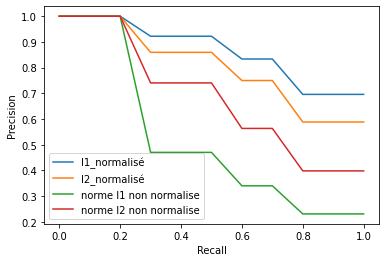 1.0
0.9
0.8
0.7
0.6
0.5
0.4
0.3
0.2
Precision
l1_normalisé
l2_normalisé
norme l1 non normalise
norme l2 non normalise
0.0 0.2 0.4 0.6 0.8 1.0
Recall